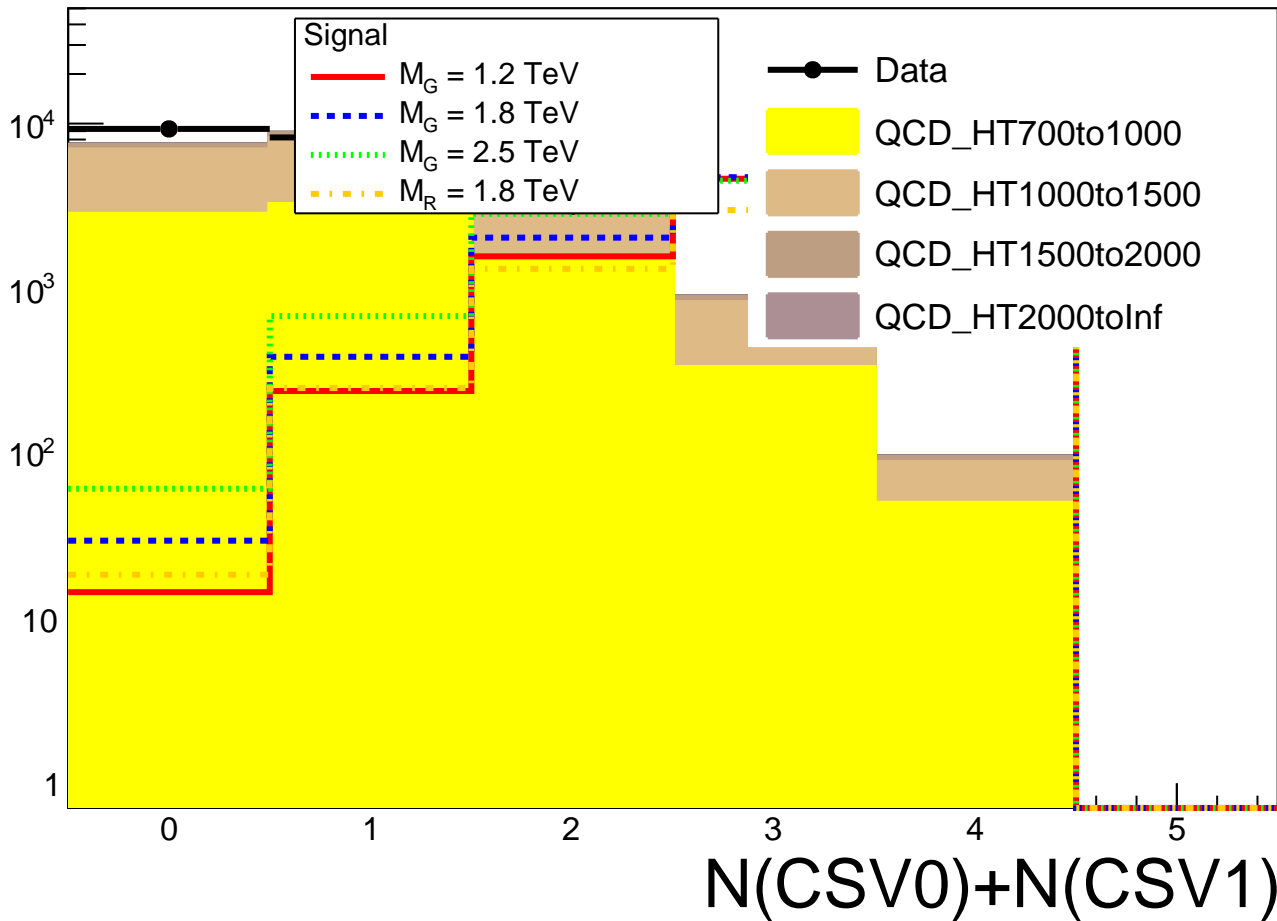 Signal
M_G = 1.2 TeV
M_G = 1.8 TeV
M_G = 2.5 TeV
M_R = 1.8 TeV
Data
QCD_HT700to1000
QCD_HT1000to1500
QCD_HT1500to2000
QCD_HT2000toInf
10^4
10^3
10^2
10
1
0 1 2 3 4 5
N(CSV0)+N(CSV1)